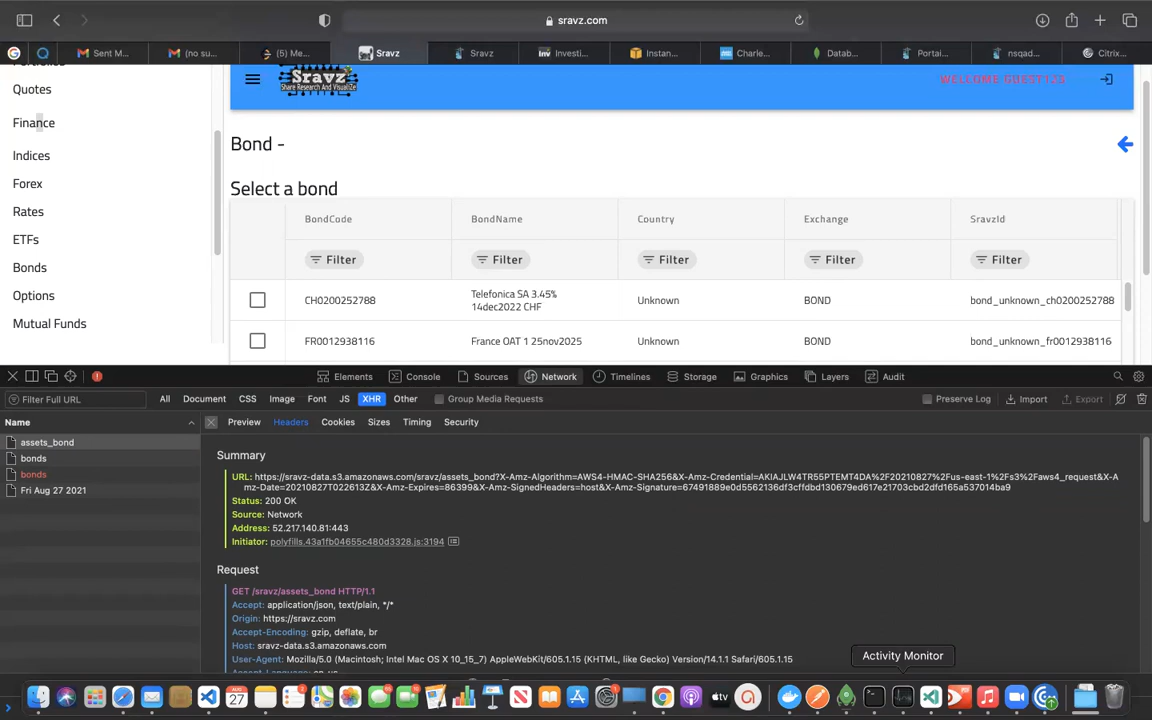 sravz.com
Sent M...
(no su...
(5) Me...
Sravz
Sravz
Investi...
Instan...
Charle...
Datab...
Portai...
nsqad...
Citrix...
Quotes
Finance
Indices
Forex
Rates
ETFs
Bonds
Options
Mutual Funds
Sravz
Share Research And Visualize
Bond -
Select a bond
BondCode BondName Country Exchange SravzId
Filter Filter Filter Filter Filter
CH0200252788 Telefonica SA 3.45% 14dec2022 CHF Unknown BOND bond_unknown_ch0200252788
FR0012938116 France OAT 1 25nov2025 Unknown BOND bond_unknown_fr0012938116
Elements Console Sources Network Timelines Storage Graphics Layers Audit
Filter Full URL All Document CSS Image Font JS XHR Other Group Media Requests Preserve Log Import Export
Name Preview Headers Cookies Sizes Timing Security
assets_bond
bonds
bonds
Fri Aug 27 2021
Summary
URL: https://sravz-data.s3.amazonaws.com/sravz/assets_bond?X-Amz-Algorithm=AWS4-HMAC-SHA256&X-Amz-Credential=AKIAJLW4TR55PTEMT4DA%2F20210827%2Fus-east-1%2Fs3%2Faws4_request&X-A
mz-Date=20210827T022613Z&X-Amz-Expires=86399&X-Amz-SignedHeaders=host&X-Amz-Signature=67491889e0d5562136df3cffdbd130679ed617e21703cbd2dfd165a537014ba9
Status: 200 OK
Source: Network
Address: 52.217.140.81:443
Initiator: polyfills.43a1fb04655c480d3328.js:3194
Request
GET /sravz/assets_bond HTTP/1.1
Accept: application/json, text/plain, */*
Origin: https://sravz.com
Accept-Encoding: gzip, deflate, br
Host: sravz-data.s3.amazonaws.com
User-Agent: Mozilla/5.0 (Macintosh; Intel Mac OS X 10_15_7) AppleWebKit/605.1.15 (KHTML, like Gecko) Version/14.1.1 Safari/605.1.15
Activity Monitor
27
tv